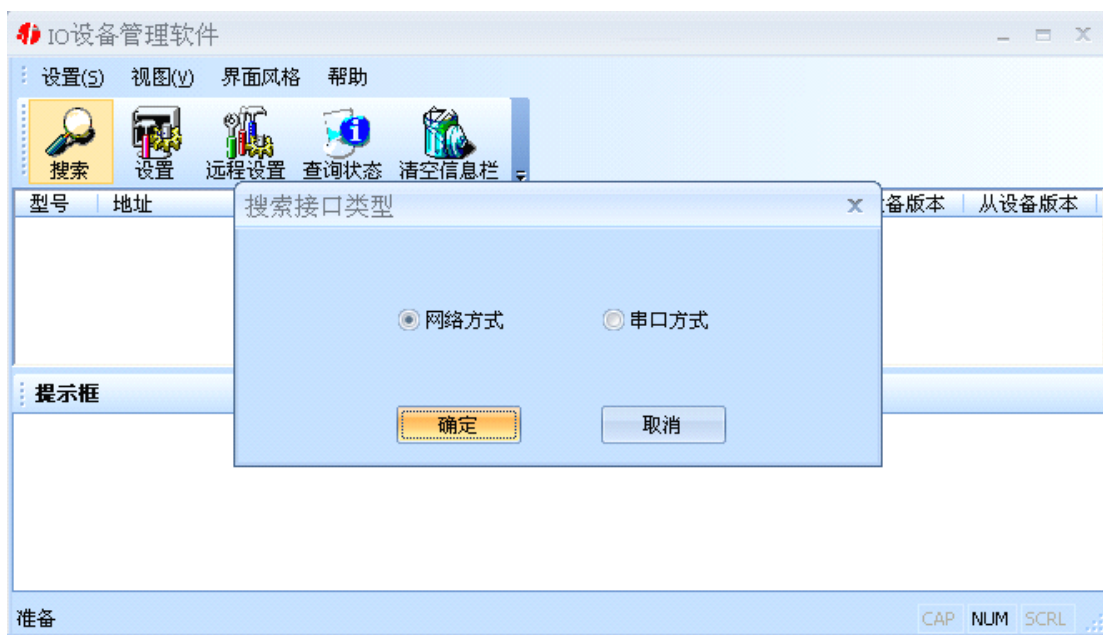 IO设备管理软件
设置(S) 视图(V) 界面风格 帮助
搜索 设置 远程设置 查询状态 清空信息栏
型号 地址 备版本 从设备版本
搜索接口类型
网络方式 串口方式
确定 取消
提示框
准备 CAP NUM SCRL